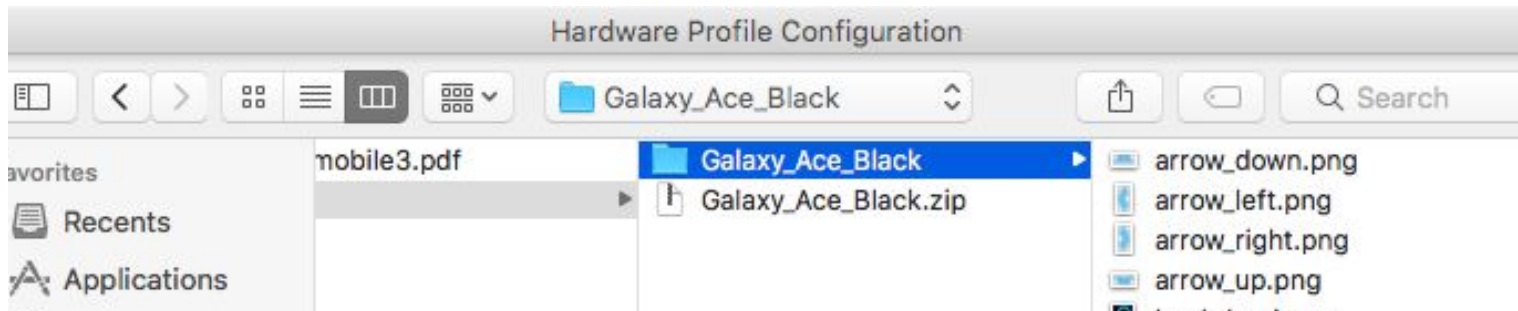 Hardware Profile Configuration
Galaxy_Ace_Black
Search
avorites
Recents
Applications
mobile3.pdf
Galaxy_Ace_Black
Galaxy_Ace_Black.zip
arrow_down.png
arrow_left.png
arrow_right.png
arrow_up.png